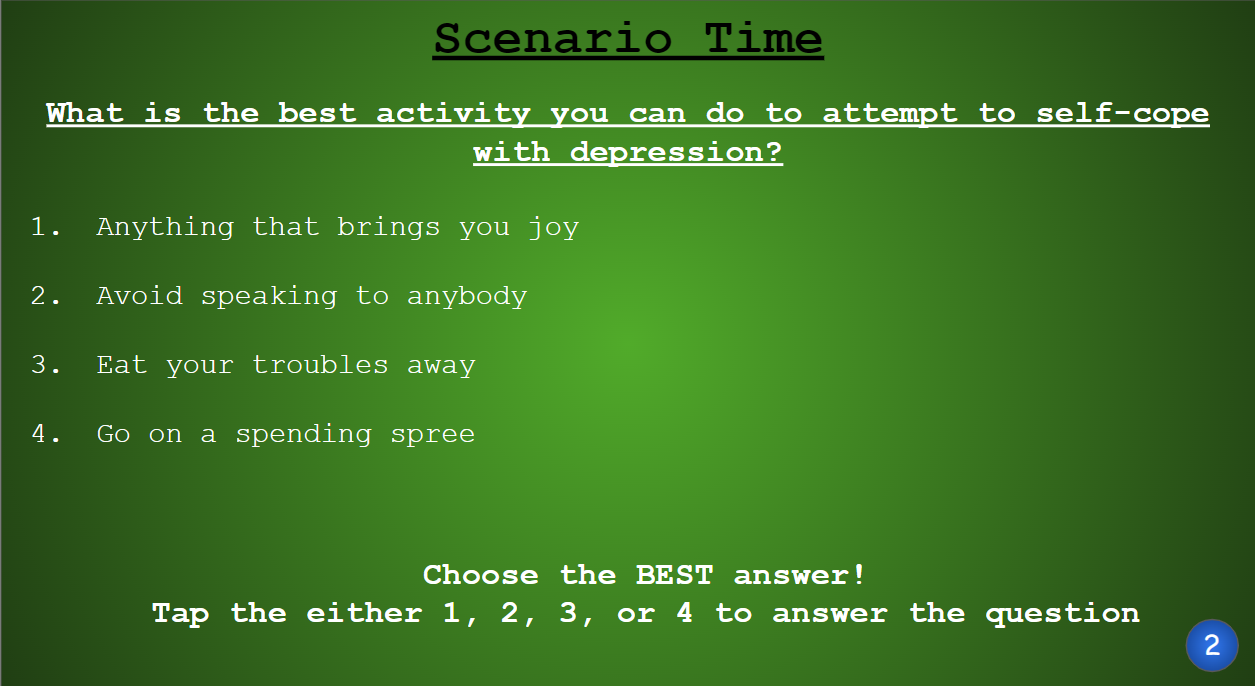 Scenario Time
What is the best activity you can do to attempt to self-cope
with depression?
1. Anything that brings you joy
2. Avoid speaking to anybody
3. Eat your troubles away
4. Go on a spending spree
Choose the BEST answer!
Tap the either 1, 2, 3, or 4 to answer the question
2